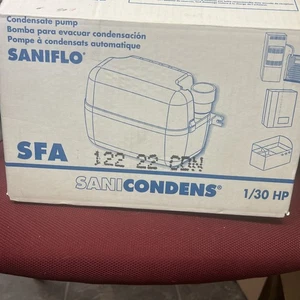 Condensate pump
Bomba para evacuar condensación
Pompe à condensats automatique
SANIFLO®
SFA
122 22 CDN
SANICONDENS®
1/30 HP